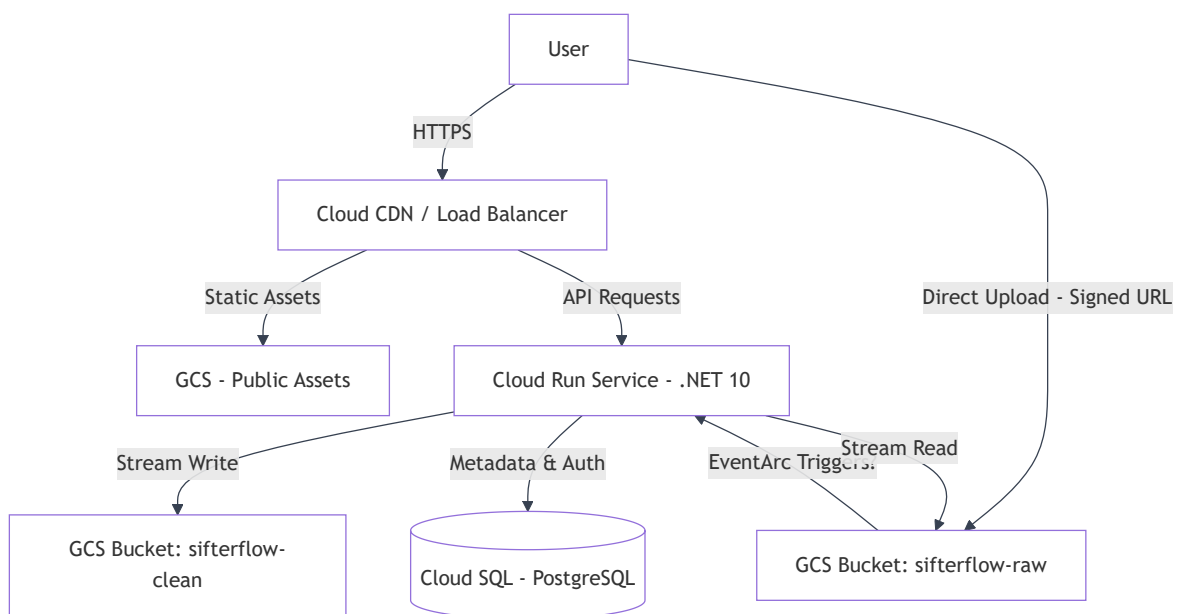 User
HTTPS
Cloud CDN / Load Balancer
Static Assets
API Requests
Direct Upload - Signed URL
GCS - Public Assets
Cloud Run Service - .NET 10
Stream Write
Metadata & Auth
EventArc Triggers?
Stream Read
GCS Bucket: sifterflow-
clean
Cloud SQL - PostgreSQL
GCS Bucket: sifterflow-raw